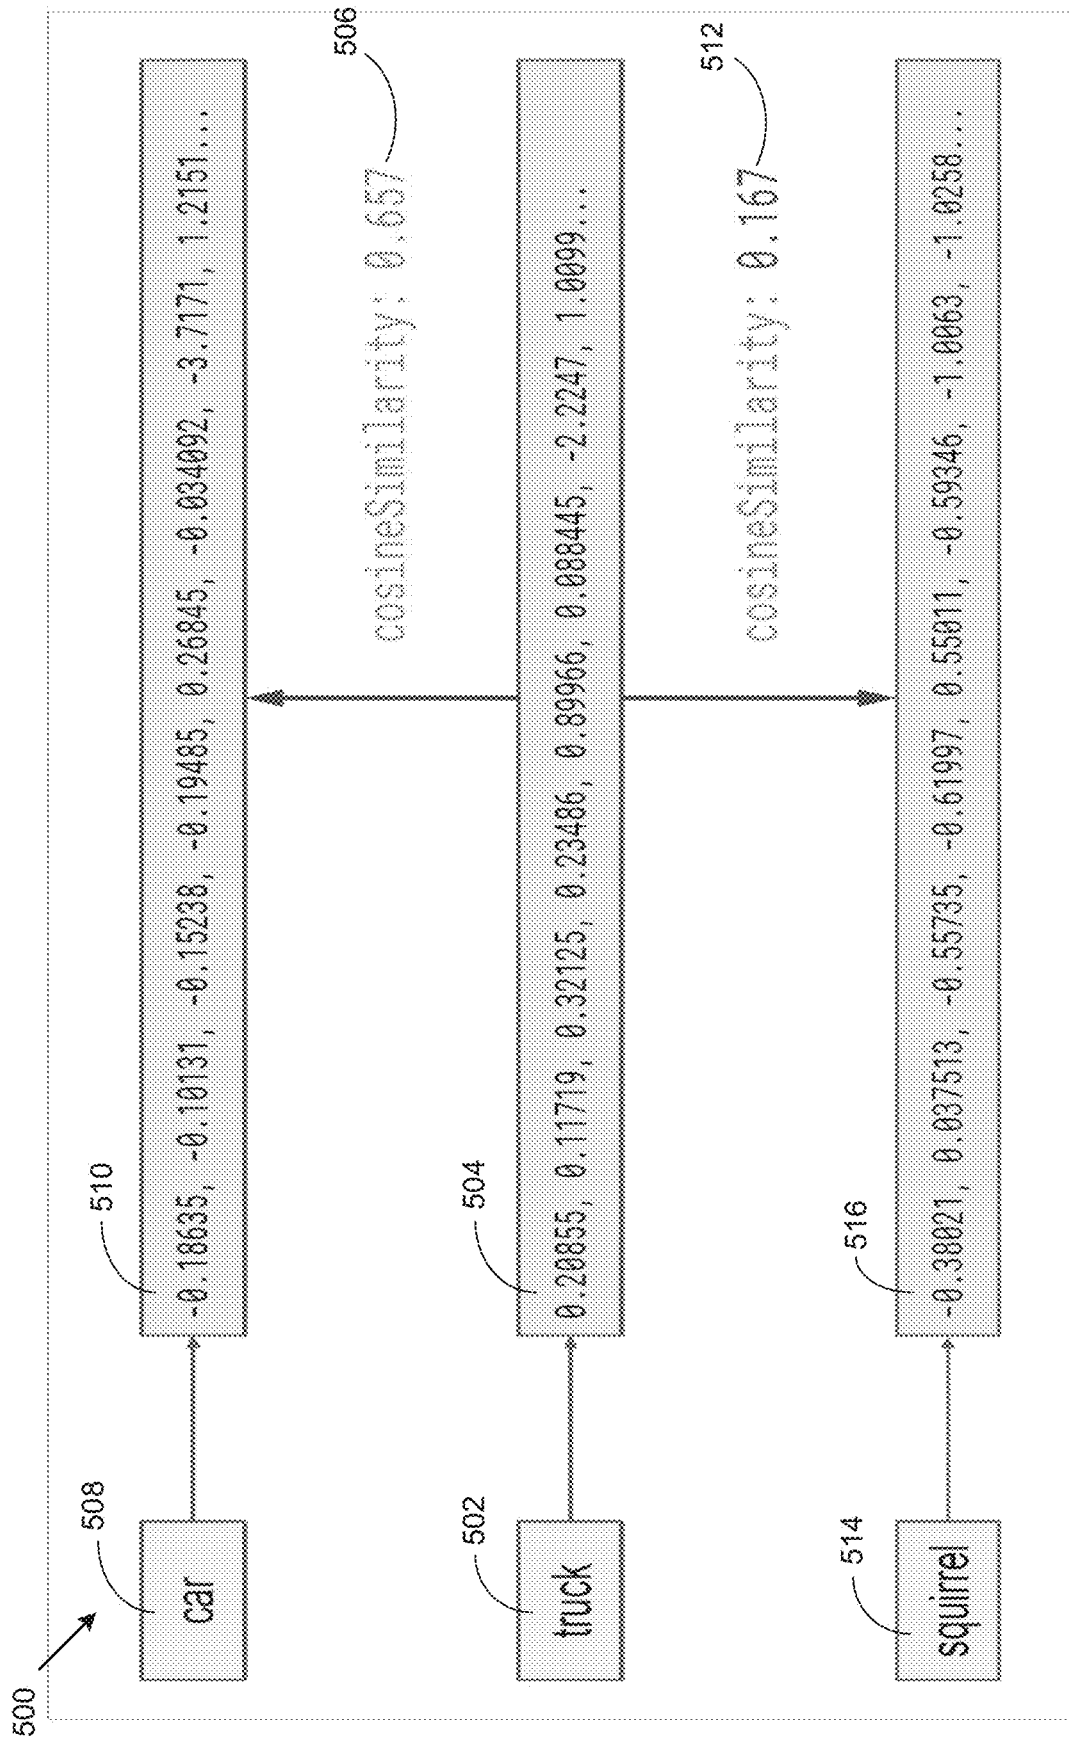 500
508
car
510
-0.18635, -0.10131, -0.15238, -0.19485, 0.26845, -0.034092, -3.7171, 1.2151...
cosineSimilarity: 0.657
506
502
truck
504
0.20855, 0.11719, 0.32125, 0.23486, 0.89966, 0.088445, -2.2247, 1.0099...
cosineSimilarity: 0.167
512
514
squirrel
516
-0.38021, 0.037513, -0.55735, -0.61997, 0.55011, -0.59346, -1.0063, -1.0258...